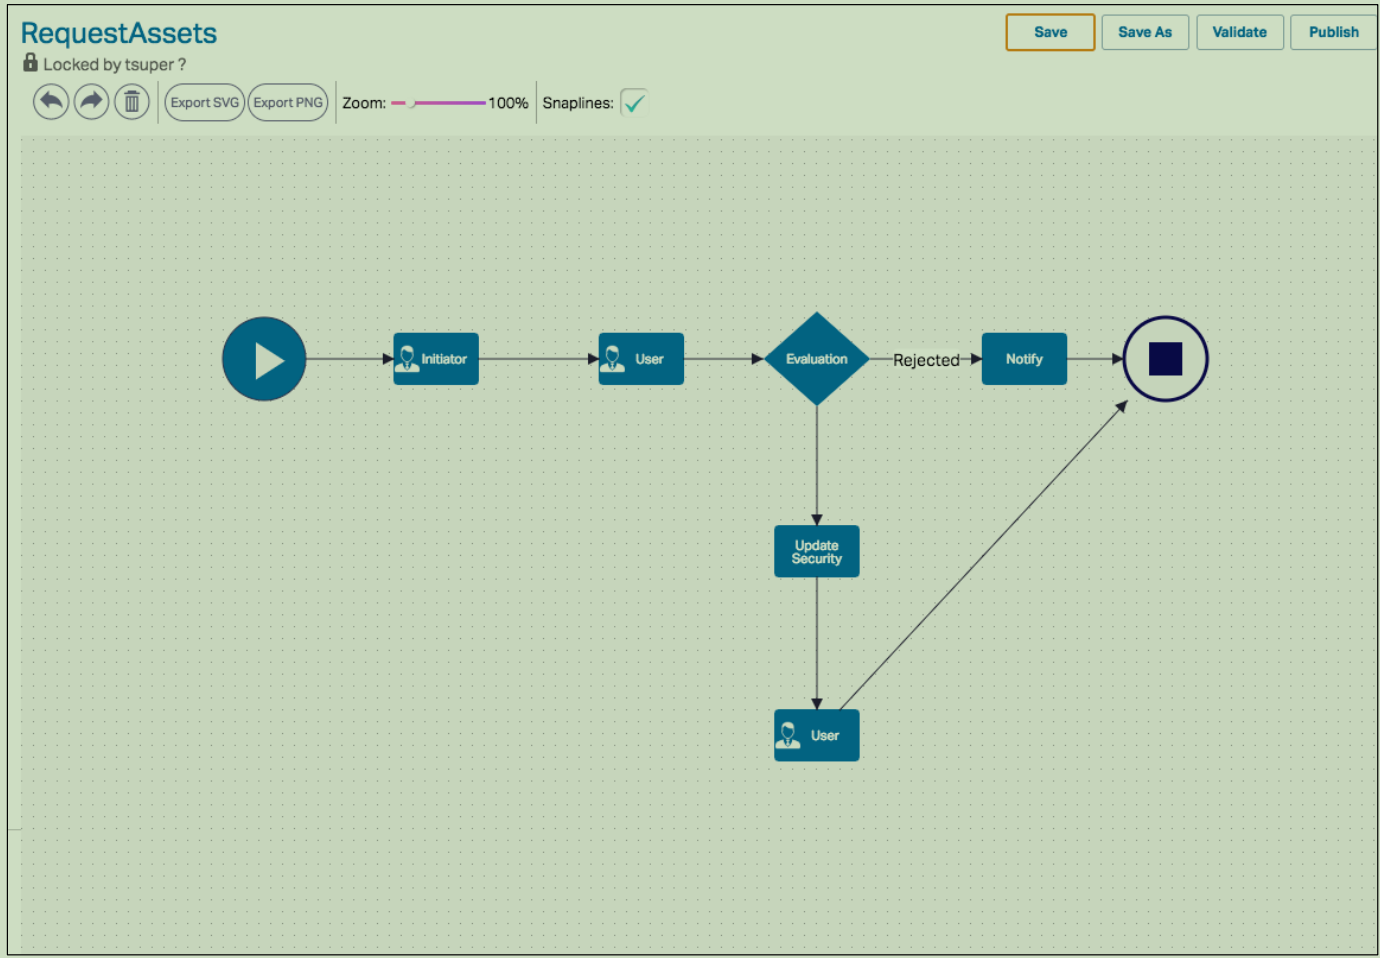 RequestAssets
Save
Save As
Validate
Publish
Locked by tsuper ?
Export SVG
Export PNG
Zoom:
100%
Snaplines:
Initiator
User
Evaluation
Rejected
Notify
Update
Security
User